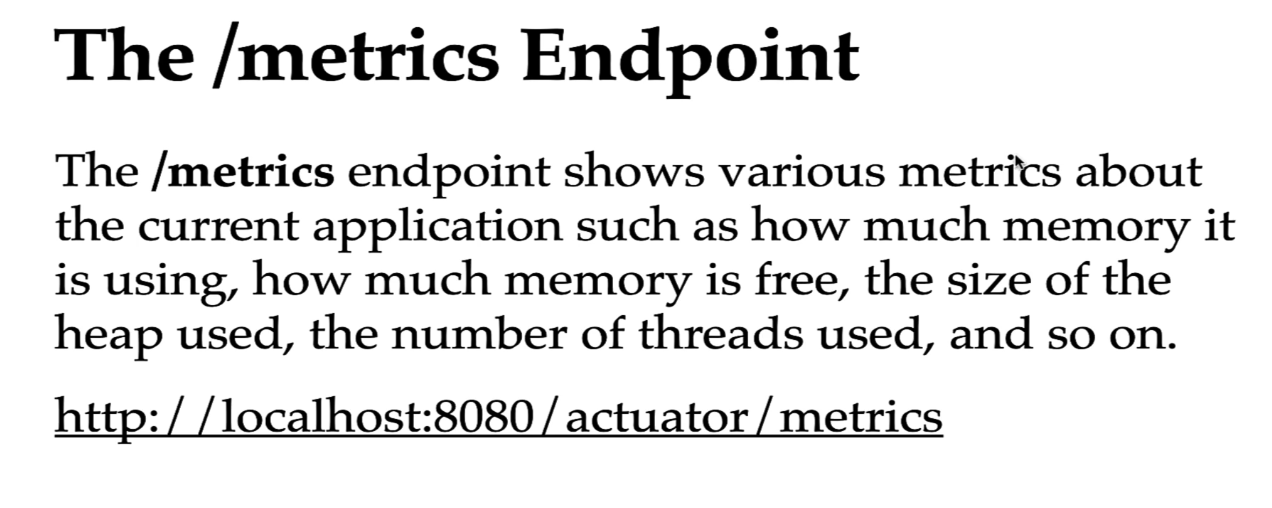 The /metrics Endpoint
The /metrics endpoint shows various metrics about
the current application such as how much memory it
is using, how much memory is free, the size of the
heap used, the number of threads used, and so on.
http://localhost:8080/actuator/metrics